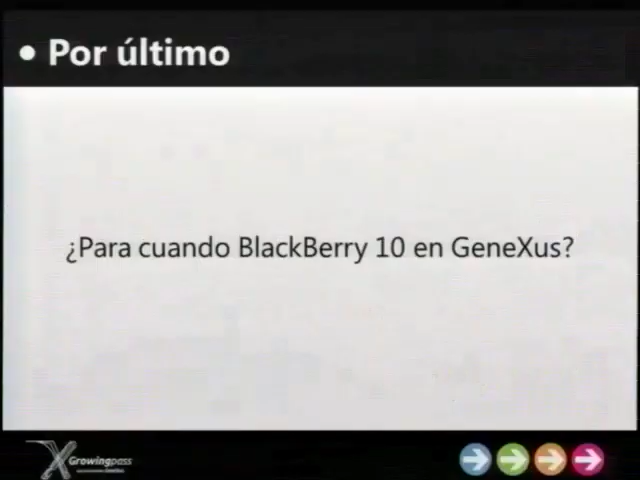 • Por último
¿Para cuando BlackBerry 10 en GeneXus?
Growingpass